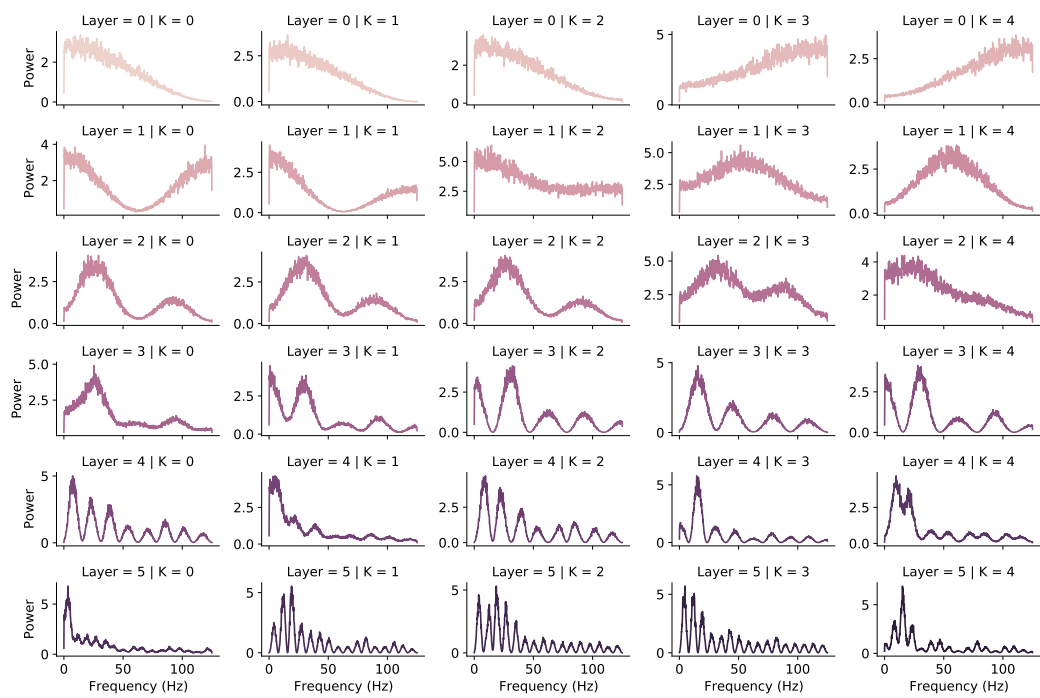 Layer = 0 | K = 0
Layer = 0 | K = 1
Layer = 0 | K = 2
Layer = 0 | K = 3
Layer = 0 | K = 4
Power
2
0
2.5
0.0
2
0
5
0
2.5
0.0
Layer = 1 | K = 0
Layer = 1 | K = 1
Layer = 1 | K = 2
Layer = 1 | K = 3
Layer = 1 | K = 4
Power
4
2
2.5
0.0
5.0
2.5
5.0
2.5
2.5
0.0
Layer = 2 | K = 0
Layer = 2 | K = 1
Layer = 2 | K = 2
Layer = 2 | K = 3
Layer = 2 | K = 4
Power
2.5
0.0
2.5
0.0
2.5
0.0
5.0
2.5
4
2
Layer = 3 | K = 0
Layer = 3 | K = 1
Layer = 3 | K = 2
Layer = 3 | K = 3
Layer = 3 | K = 4
Power
5.0
2.5
2.5
0.0
2.5
0.0
5
0
2.5
0.0
Layer = 4 | K = 0
Layer = 4 | K = 1
Layer = 4 | K = 2
Layer = 4 | K = 3
Layer = 4 | K = 4
Power
5
0
2.5
0.0
2.5
0.0
5
0
2.5
0.0
Layer = 5 | K = 0
Layer = 5 | K = 1
Layer = 5 | K = 2
Layer = 5 | K = 3
Layer = 5 | K = 4
Power
5
0
5
0
5
0
5
0
5
0
0 50 100
0 50 100
0 50 100
0 50 100
0 50 100
Frequency (Hz)
Frequency (Hz)
Frequency (Hz)
Frequency (Hz)
Frequency (Hz)